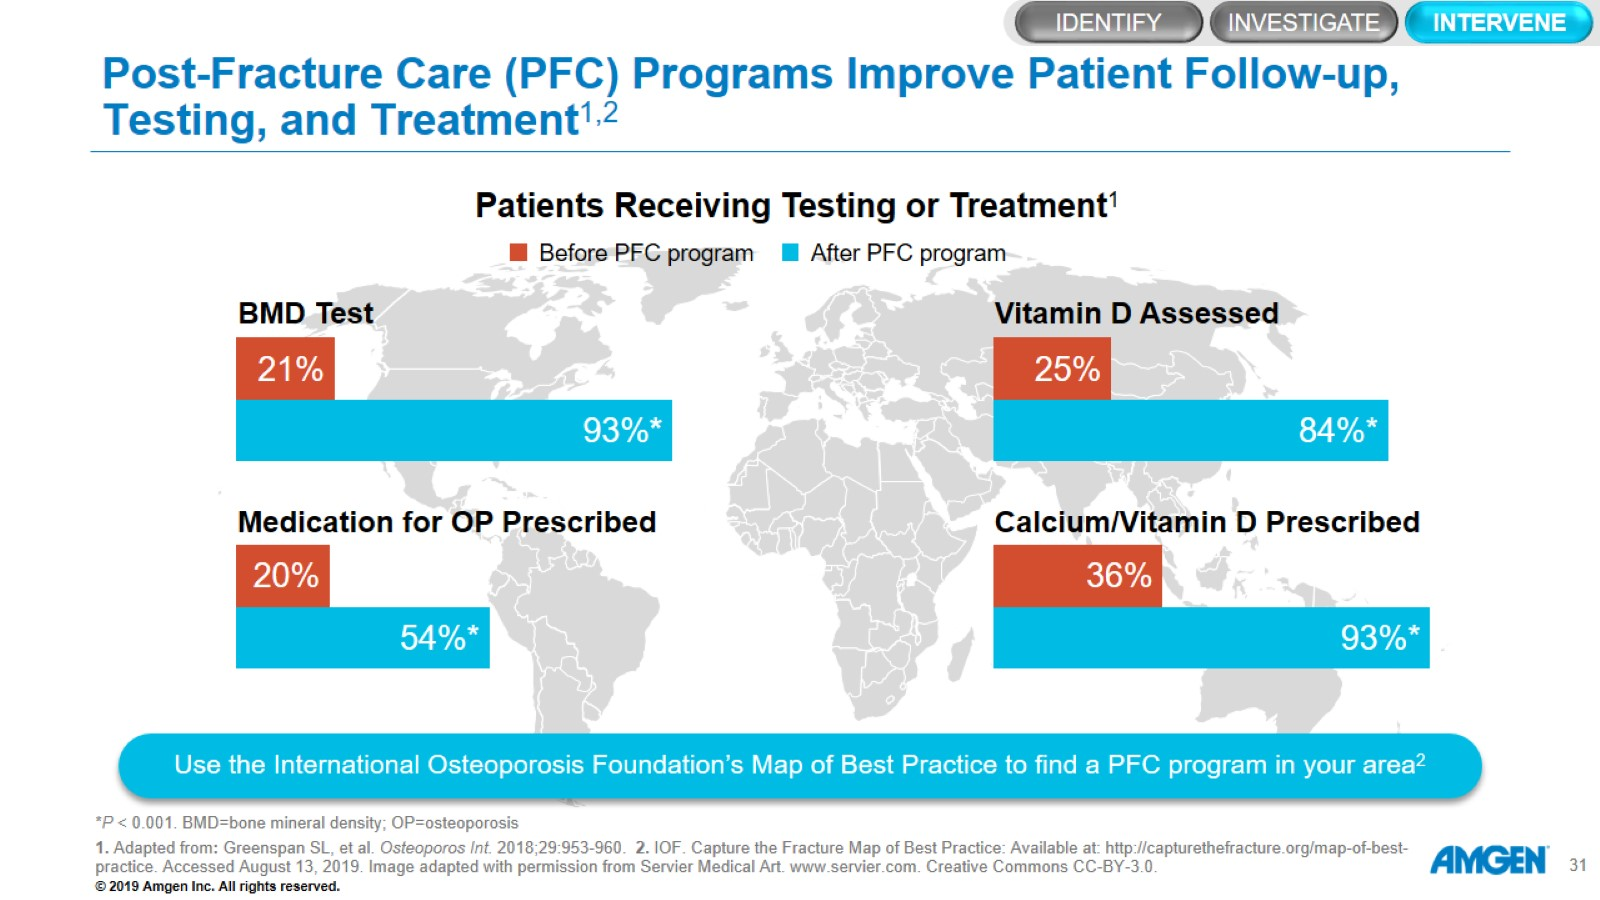 IDENTIFY
INVESTIGATE
INTERVENE
Post-Fracture Care (PFC) Programs Improve Patient Follow-up,
Testing, and Treatment1,2
Patients Receiving Testing or Treatment1
Before PFC program
After PFC program
BMD Test
21%
93%*
Vitamin D Assessed
25%
84%*
Medication for OP Prescribed
20%
54%*
Calcium/Vitamin D Prescribed
36%
93%*
Use the International Osteoporosis Foundation’s Map of Best Practice to find a PFC program in your area2
*P < 0.001. BMD=bone mineral density; OP=osteoporosis
1. Adapted from: Greenspan SL, et al. Osteoporos Int. 2018;29:953-960. 2. IOF. Capture the Fracture Map of Best Practice: Available at: http://capturethefracture.org/map-of-best-
practice. Accessed August 13, 2019. Image adapted with permission from Servier Medical Art. www.servier.com. Creative Commons CC-BY-3.0.
© 2019 Amgen Inc. All rights reserved.
AMGEN
31